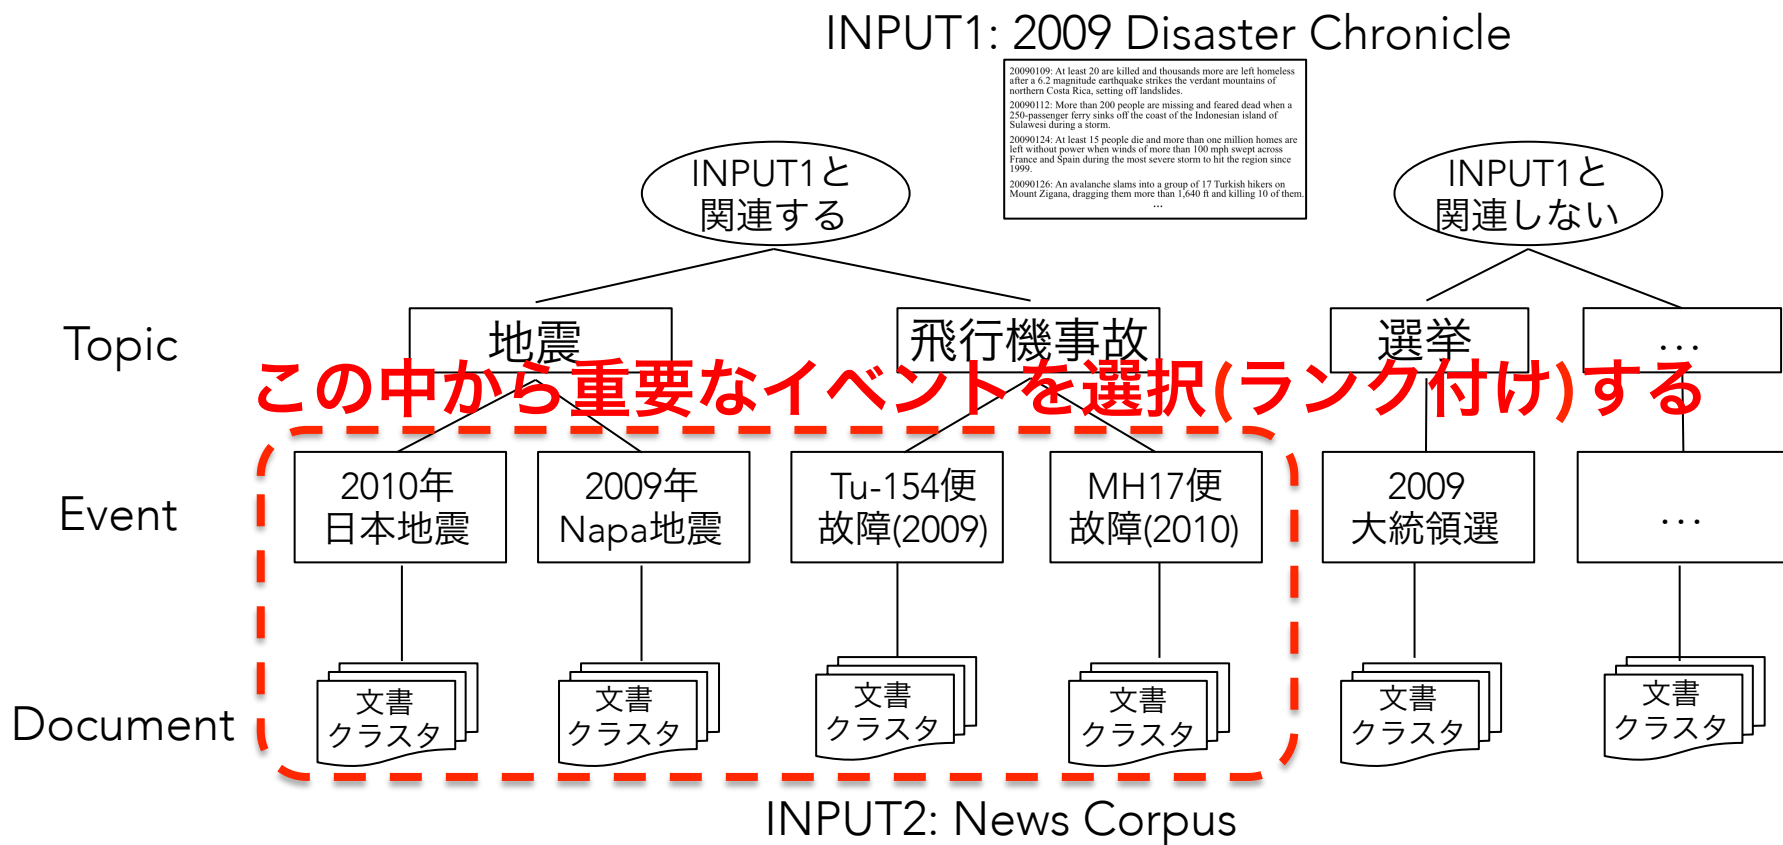 INPUT1: 2009 Disaster Chronicle
20090109: At least 20 are killed and thousands more are left homeless
after a 6.2 magnitude earthquake strikes the verdant mountains of
northern Costa Rica, setting off landslides.
20090112: More than 200 people are missing and feared dead when a
250-passenger ferry sinks off the coast of the Indonesian island of
Sulawesi during a storm.
20090124: At least 15 people die and more than one million homes are
left without power when winds of more than 100 mph swept across
France and Spain during the most severe storm to hit the region since
1999.
20090126: An avalanche slams into a group of 17 Turkish hikers on
Mount Zigana, dragging them more than 1,640 ft and killing 10 of them.
...
INPUT1と
関連する
INPUT1と
関連しない
Topic
地震
飛行機事故
選挙
...
この中から重要なイベントを選択(ランク付け)する
Event
2010年
日本地震
2009年
Napa地震
Tu-154便
故障(2009)
MH17便
故障(2010)
2009
大統領選
...
Document
文書
クラスタ
文書
クラスタ
文書
クラスタ
文書
クラスタ
文書
クラスタ
文書
クラスタ
INPUT2: News Corpus